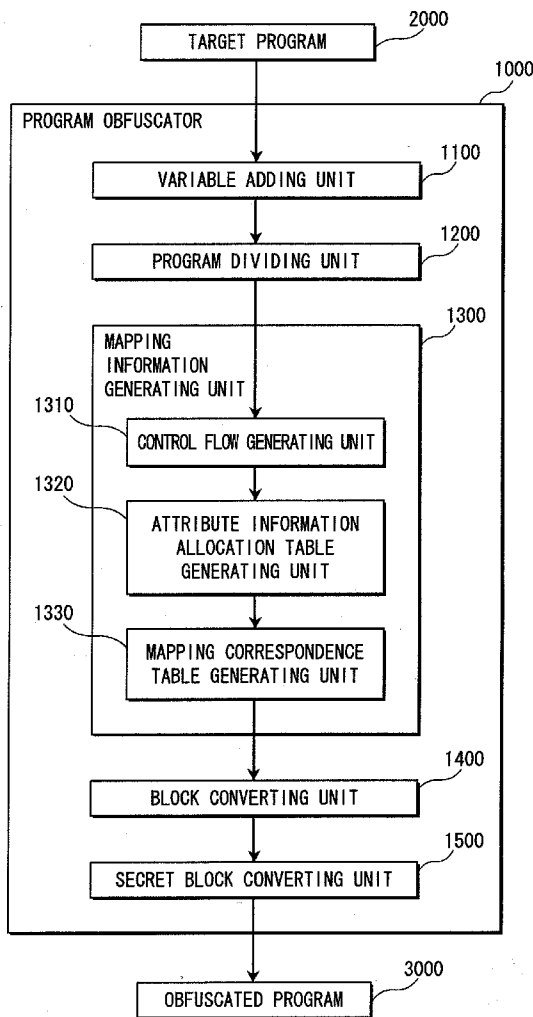 2000
TARGET PROGRAM
1000
PROGRAM OBFUSCATOR
1100
VARIABLE ADDING UNIT
1200
PROGRAM DIVIDING UNIT
1300
MAPPING
INFORMATION
GENERATING UNIT
1310
CONTROL FLOW GENERATING UNIT
1320
ATTRIBUTE INFORMATION
ALLOCATION TABLE
GENERATING UNIT
1330
MAPPING CORRESPONDENCE
TABLE GENERATING UNIT
1400
BLOCK CONVERTING UNIT
1500
SECRET BLOCK CONVERTING UNIT
3000
OBFUSCATED PROGRAM